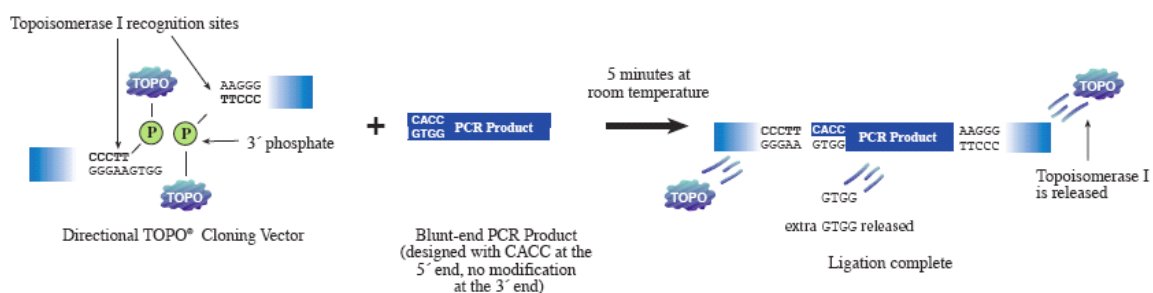 Topoisomerase I recognition sites
TOPO
AAGGG
TTCCC
P
P
3´ phosphate
CCCTT
GGGAAGTGG
TOPO
Directional TOPO® Cloning Vector
+
CACC
GTGG
PCR Product
Blunt-end PCR Product
(designed with CACC at the
5´ end, no modification
at the 3´ end)
5 minutes at
room temperature
TOPO
CCCTT
GGGAA
CACC
GTGG
PCR Product
AAGGG
TTCCC
TOPO
GTGG
extra GTGG released
Topoisomerase I
is released
Ligation complete